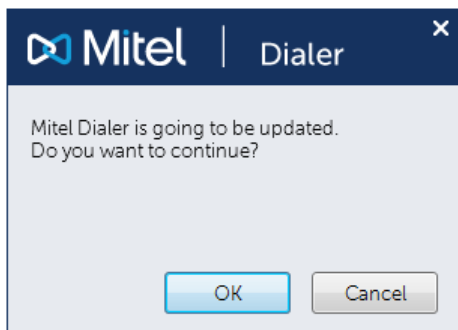 Mitel | Dialer
Mitel Dialer is going to be updated.
Do you want to continue?
OK Cancel